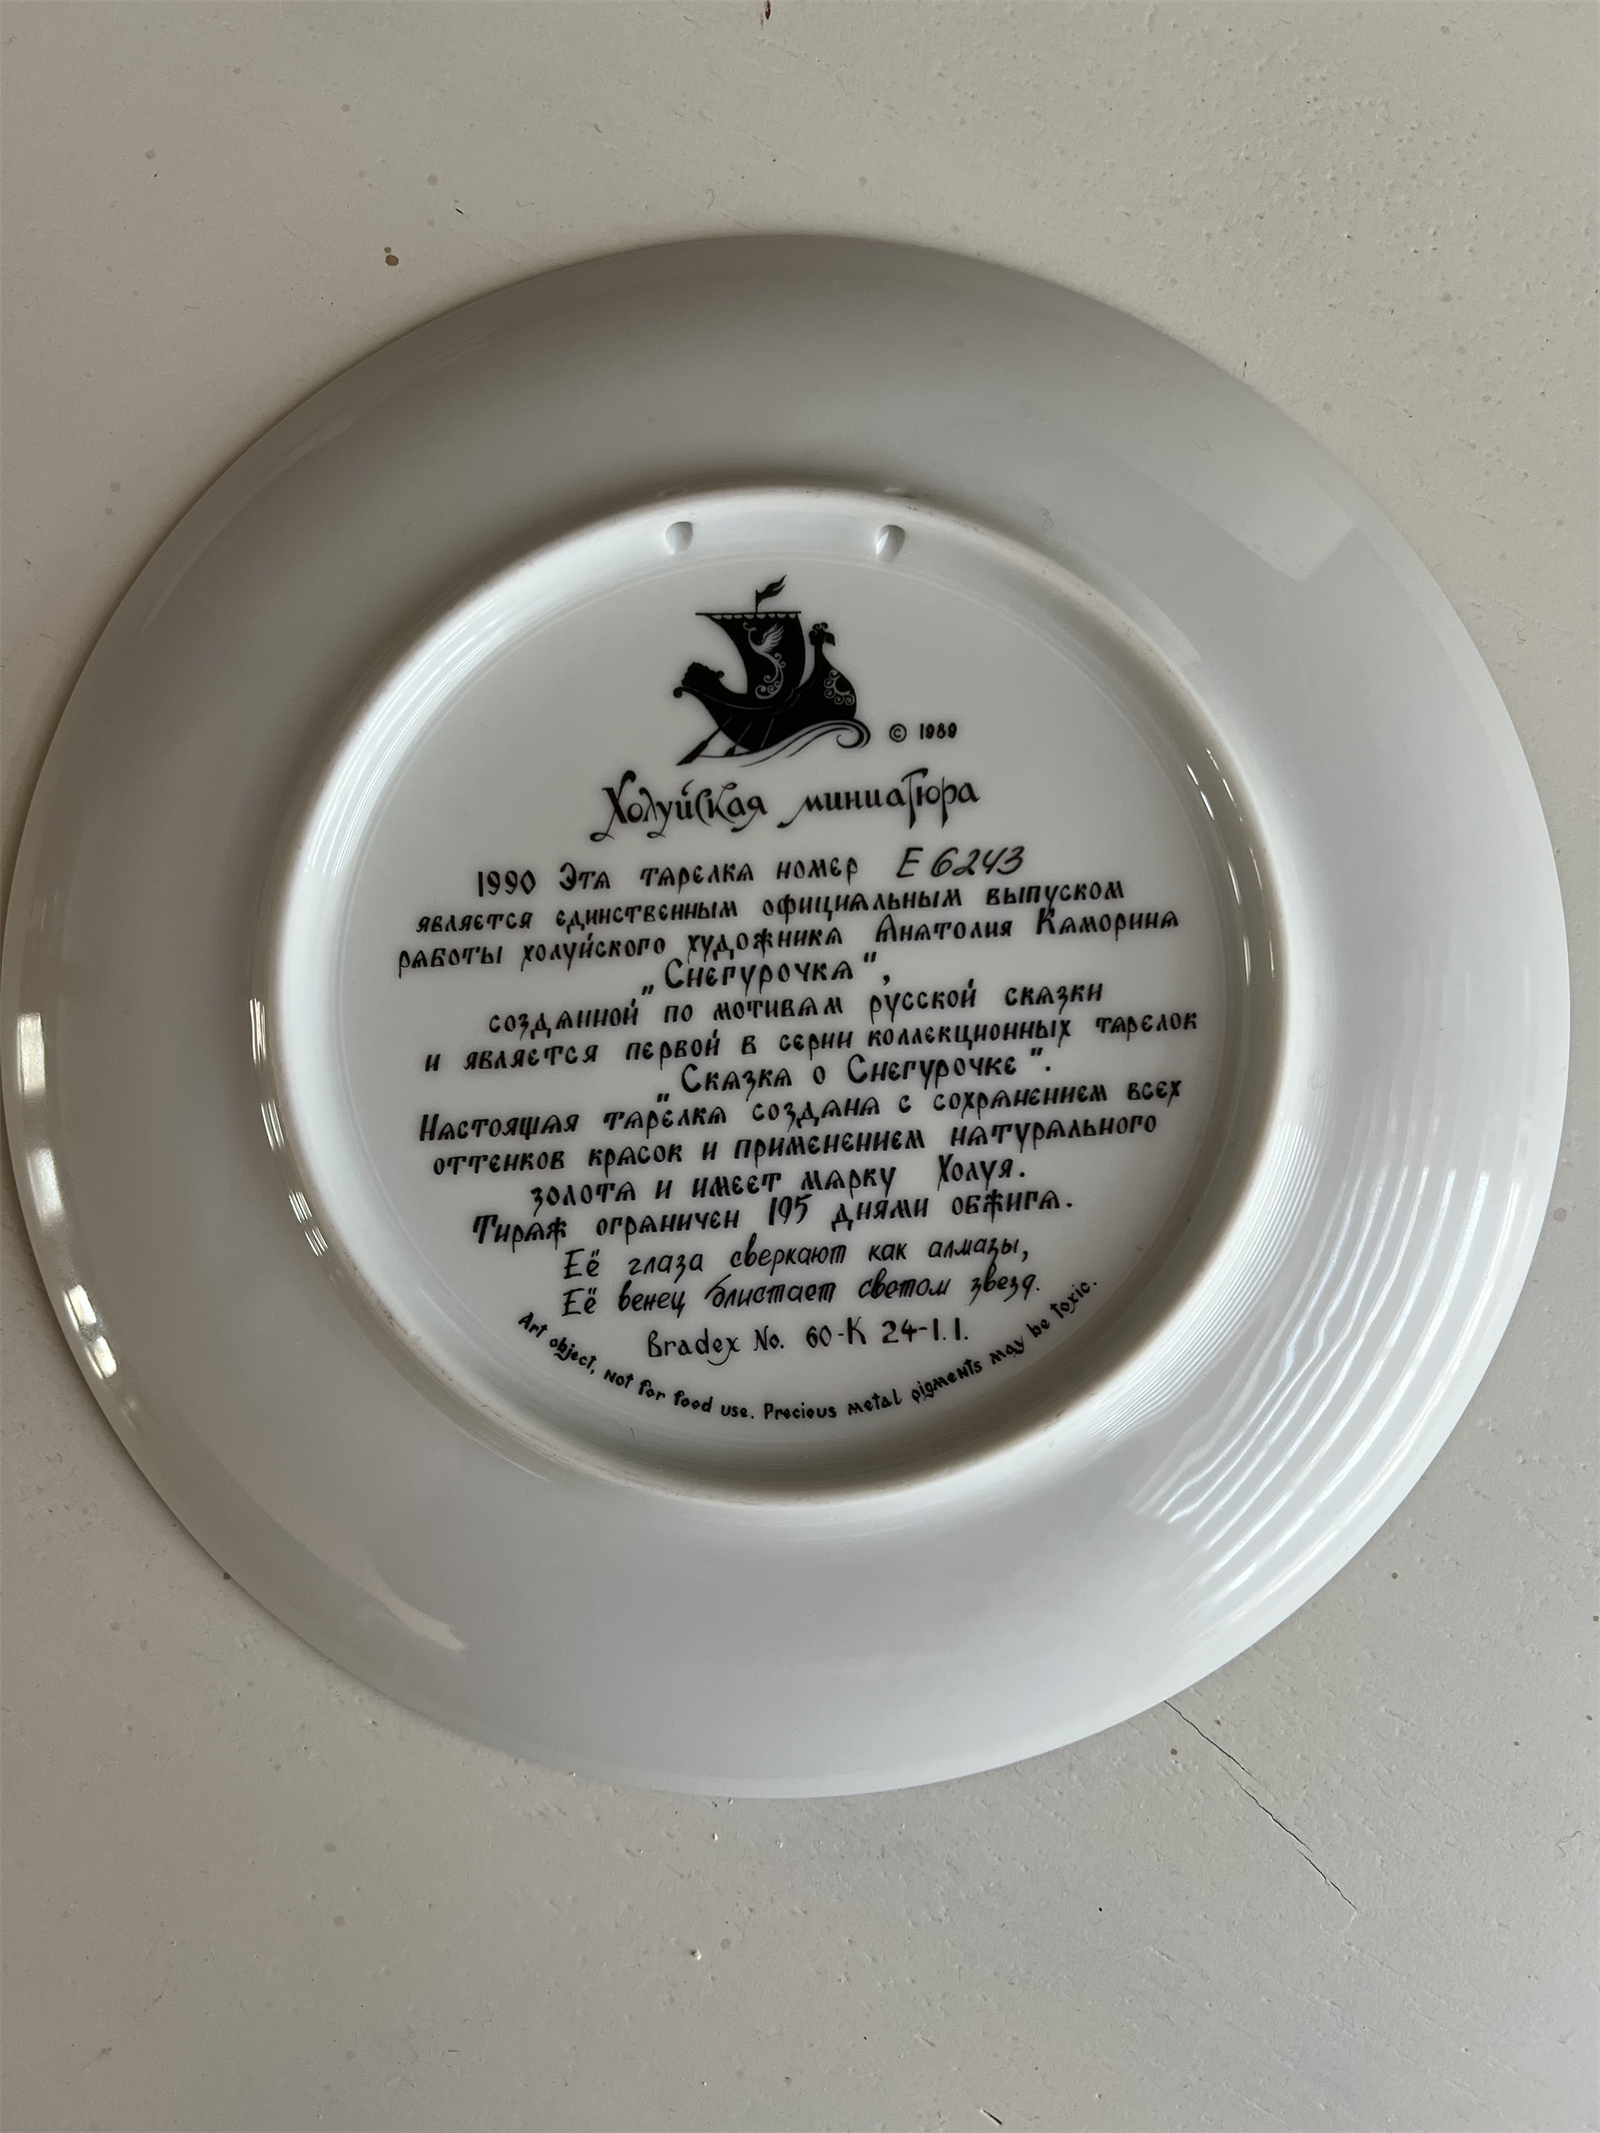 © 1989
Холуйская миниатюра
1990 Эта тарелка номер E 6243
является единственным официальным выпуском
работы холуйского художника Анатолия Каморина
„Снегурочка",
созданной по мотивам русской сказки
и является первой в серии коллекционных тарелок
„Сказка о Снегурочке".
Настоящая тарелка создана с сохранением всех
оттенков красок и применением натурального
золота и имеет марку Холуя.
Тираж ограничен 195 днями обжига.
Её глаза сверкают как алмазы,
Её венец блистает светом звезд.
Bradex No. 60-K 24-1.1.
Art object, not for food use. Precious metal pigments may be toxic.